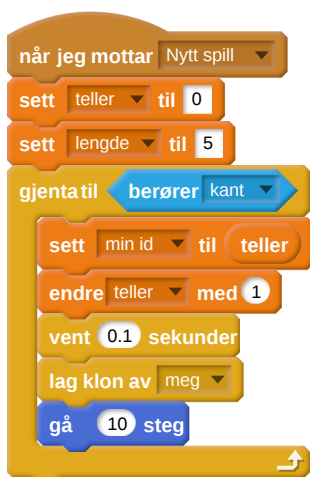 når jeg mottar Nytt spill
sett teller til 0
sett lengde til 5
gjenta til berører kant
sett min id til teller
endre teller med 1
vent 0.1 sekunder
lag klon av meg
gå 10 steg